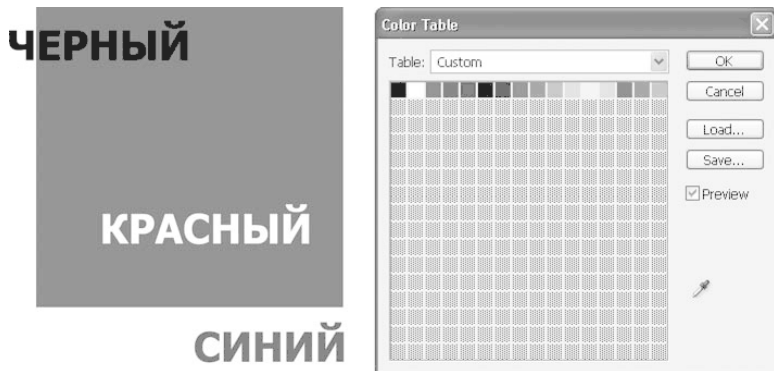 ЧЕРНЫЙ
КРАСНЫЙ
СИНИЙ
Color Table
Table: Custom
OK
Cancel
Load...
Save...
Preview